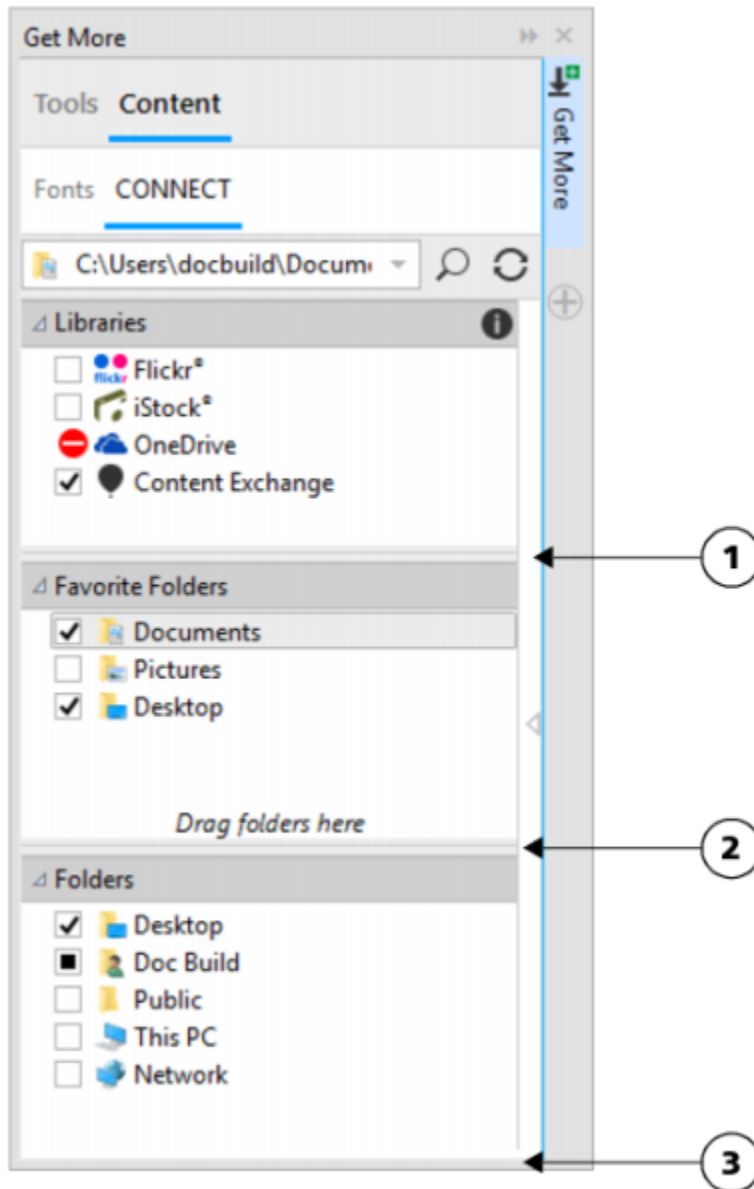 Get More
Tools Content
Get More
Fonts CONNECT
C:\Users\docbuild\Docum
Libraries
flickr Flickr®
iStock®
OneDrive
Content Exchange
1
Favorite Folders
Documents
Pictures
Desktop
Drag folders here
2
Folders
Desktop
Doc Build
Public
This PC
Network
3